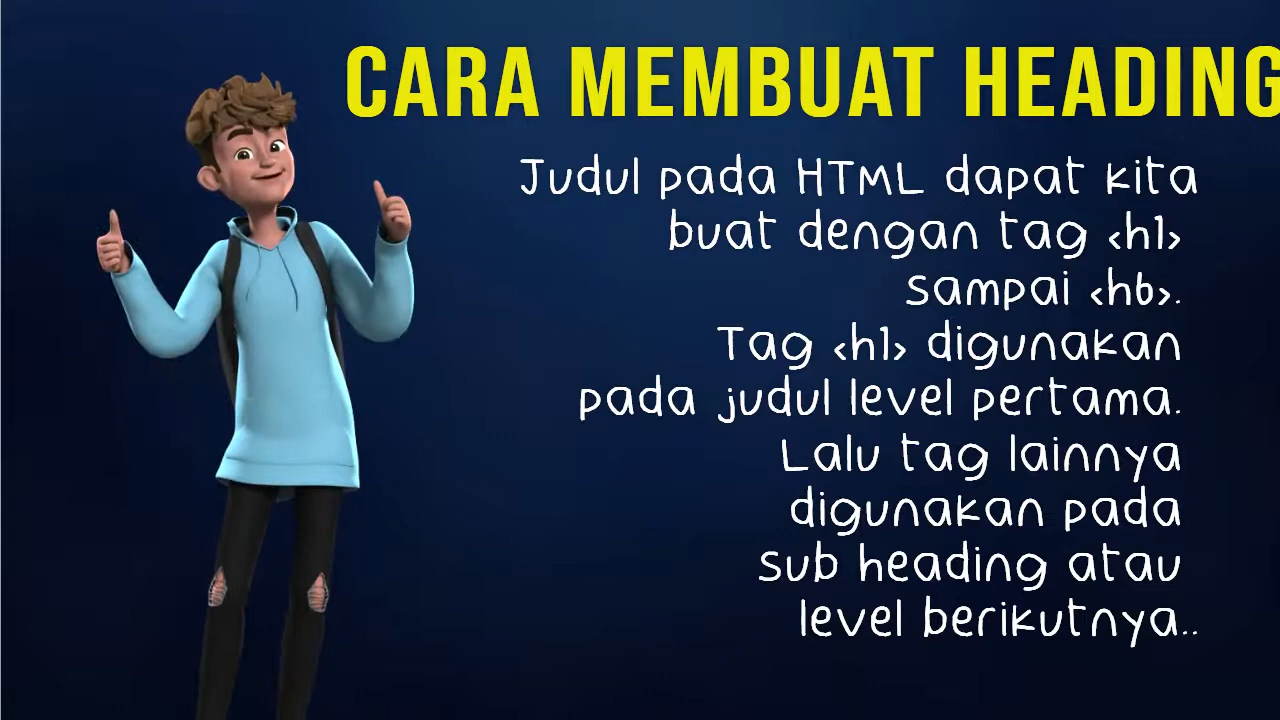 CARA MEMBUAT HEADING
Judul pada HTML dapat kita
buat dengan tag <h1>
sampai <h6>.
Tag <h1> digunakan
pada judul level pertama.
Lalu tag lainnya
digunakan pada
sub heading atau
level berikutnya..